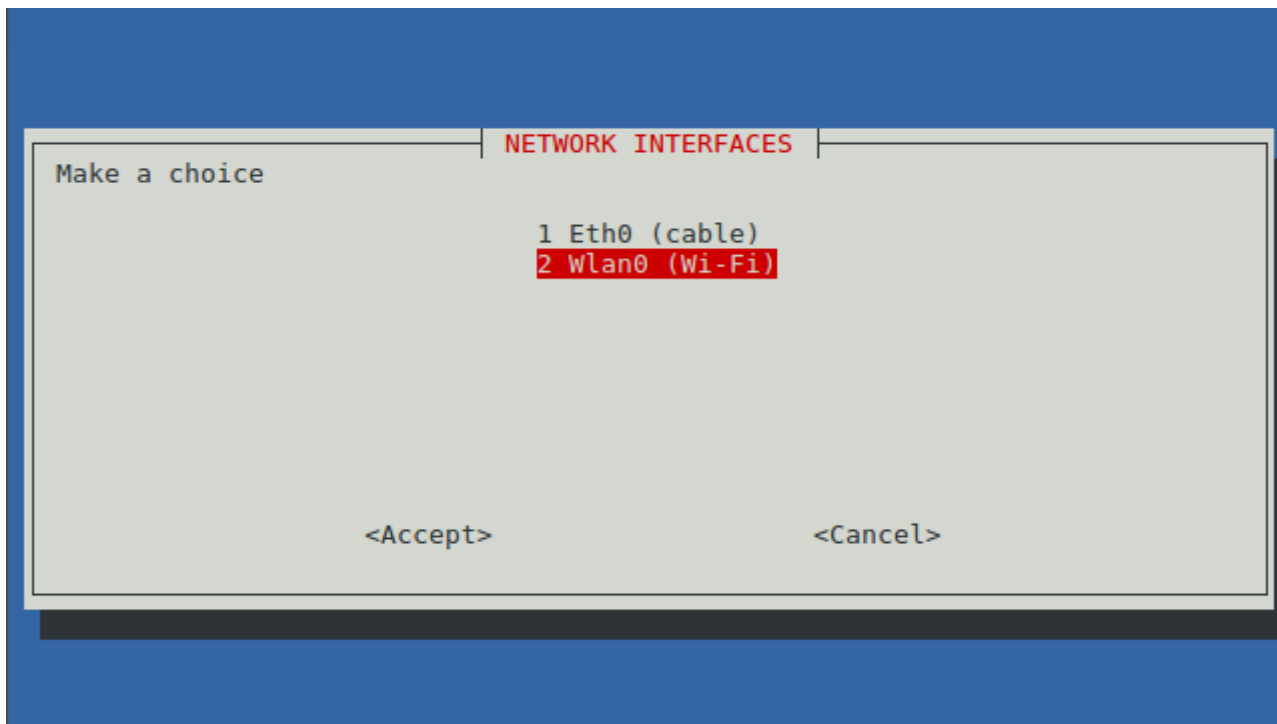 NETWORK INTERFACES
Make a choice
1 Eth0 (cable)
2 Wlan0 (Wi-Fi)
<Accept> <Cancel>